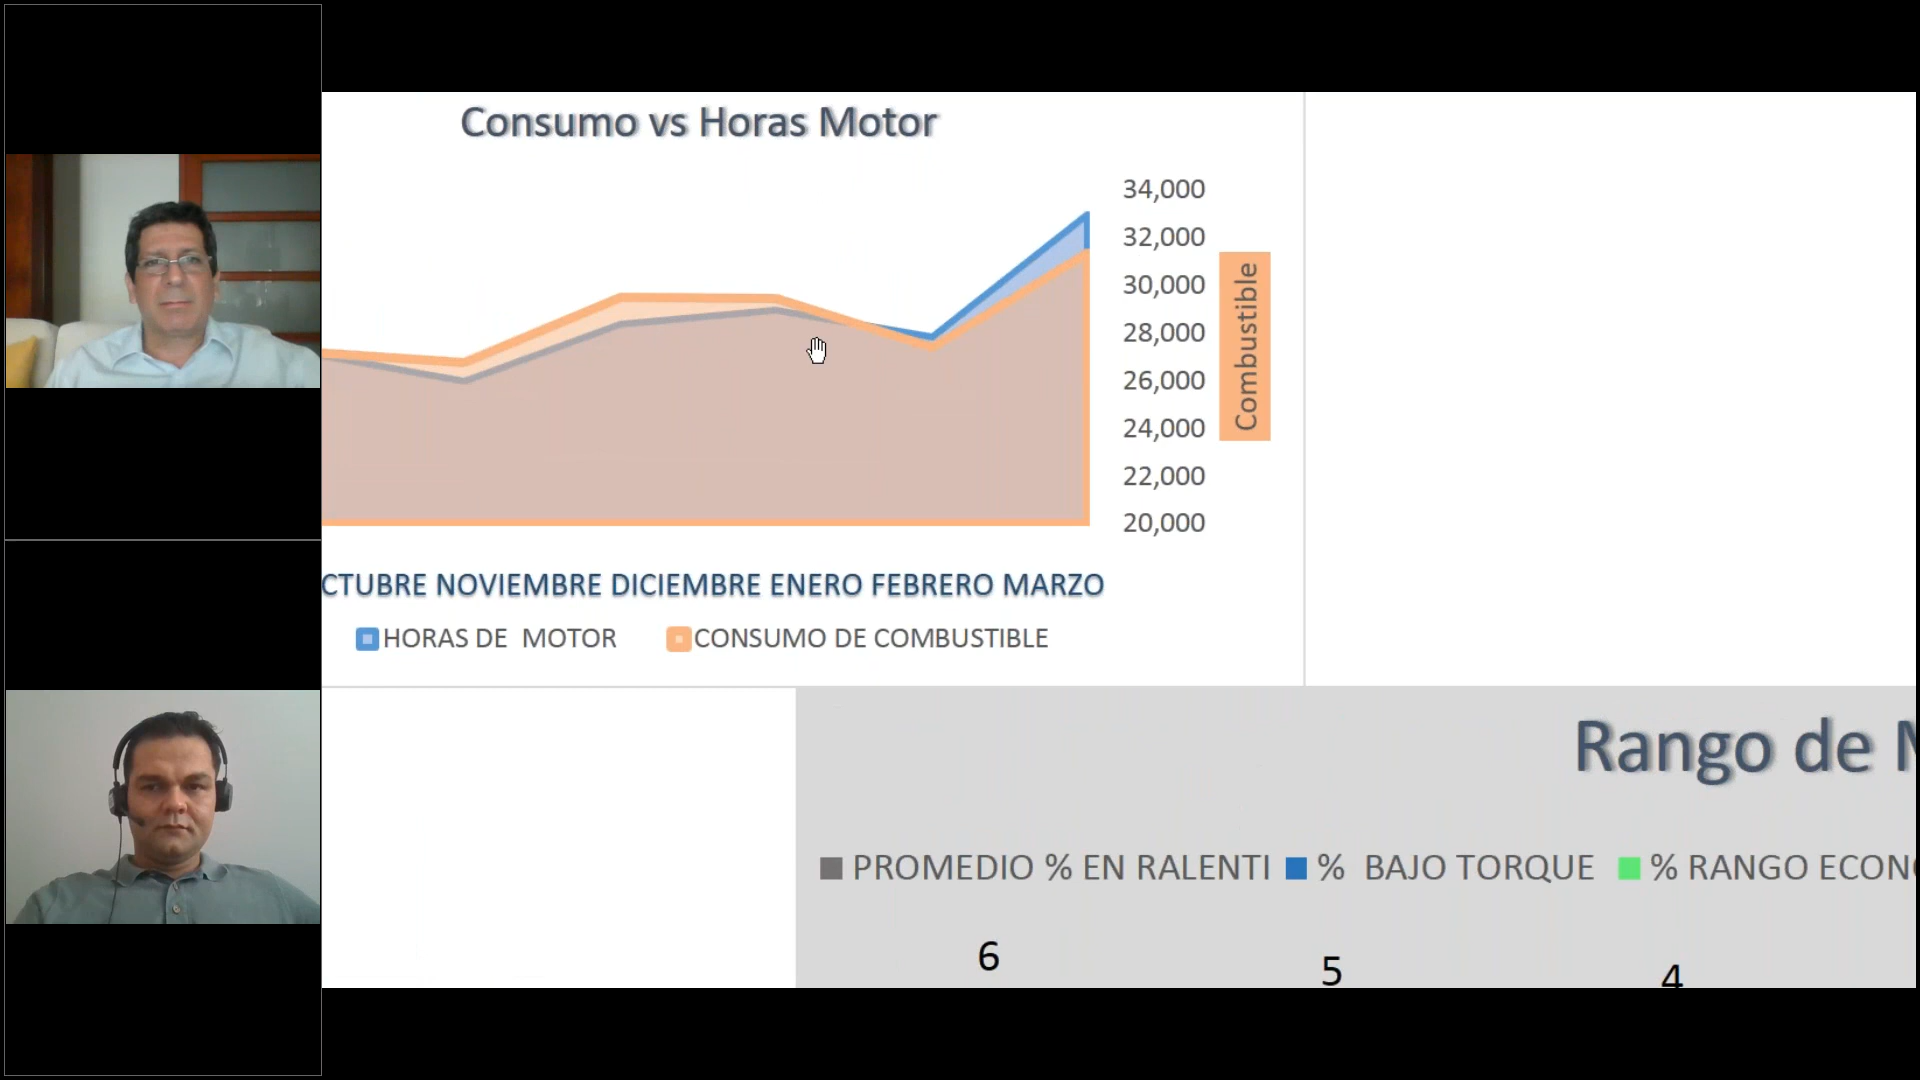 Consumo vs Horas Motor
34,000
32,000
30,000
28,000
26,000
24,000
22,000
20,000
Combustible
CTUBRE NOVIEMBRE DICIEMBRE ENERO FEBRERO MARZO
HORAS DE MOTOR CONSUMO DE COMBUSTIBLE
Rango de M
PROMEDIO % EN RALENTI % BAJO TORQUE % RANGO ECONO
6
5
4